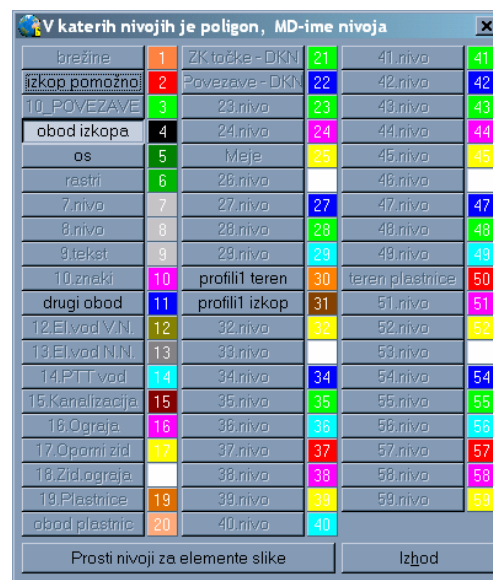 V katerih nivojih je poligon, MD-ime nivoja
brežine 1
izkop pomožno 2
10_POVEZAVE 3
obod izkopa 4
os 5
rastri 6
7.nivo 7
8.nivo 8
9.tekst 9
10.znaki 10
drugi obod 11
12.El.vod V.N. 12
13.El.vod N.N. 13
14.PTT vod 14
15.Kanalizacija 15
16.Ograja 16
17.Oporni zid 17
18.Zid.ograja
19.Plastnice 19
obod plastnic 20
ZK točke - DKN 21
Povezave - DKN 22
23.nivo 23
24.nivo 24
Meje 25
26.nivo
27.nivo 27
28.nivo 28
29.nivo 29
profili1 teren 30
profili1 izkop 31
32.nivo 32
33.nivo
34.nivo 34
35.nivo 35
36.nivo 36
37.nivo 37
38.nivo 38
39.nivo 39
40.nivo 40
41.nivo 41
42.nivo 42
43.nivo 43
44.nivo 44
45.nivo 45
46.nivo
47.nivo 47
48.nivo 48
49.nivo 49
teren plastnice 50
51.nivo 51
52.nivo 52
53.nivo
54.nivo 54
55.nivo 55
56.nivo 56
57.nivo 57
58.nivo 58
59.nivo 59
Prosti nivoji za elemente slike
Izhod